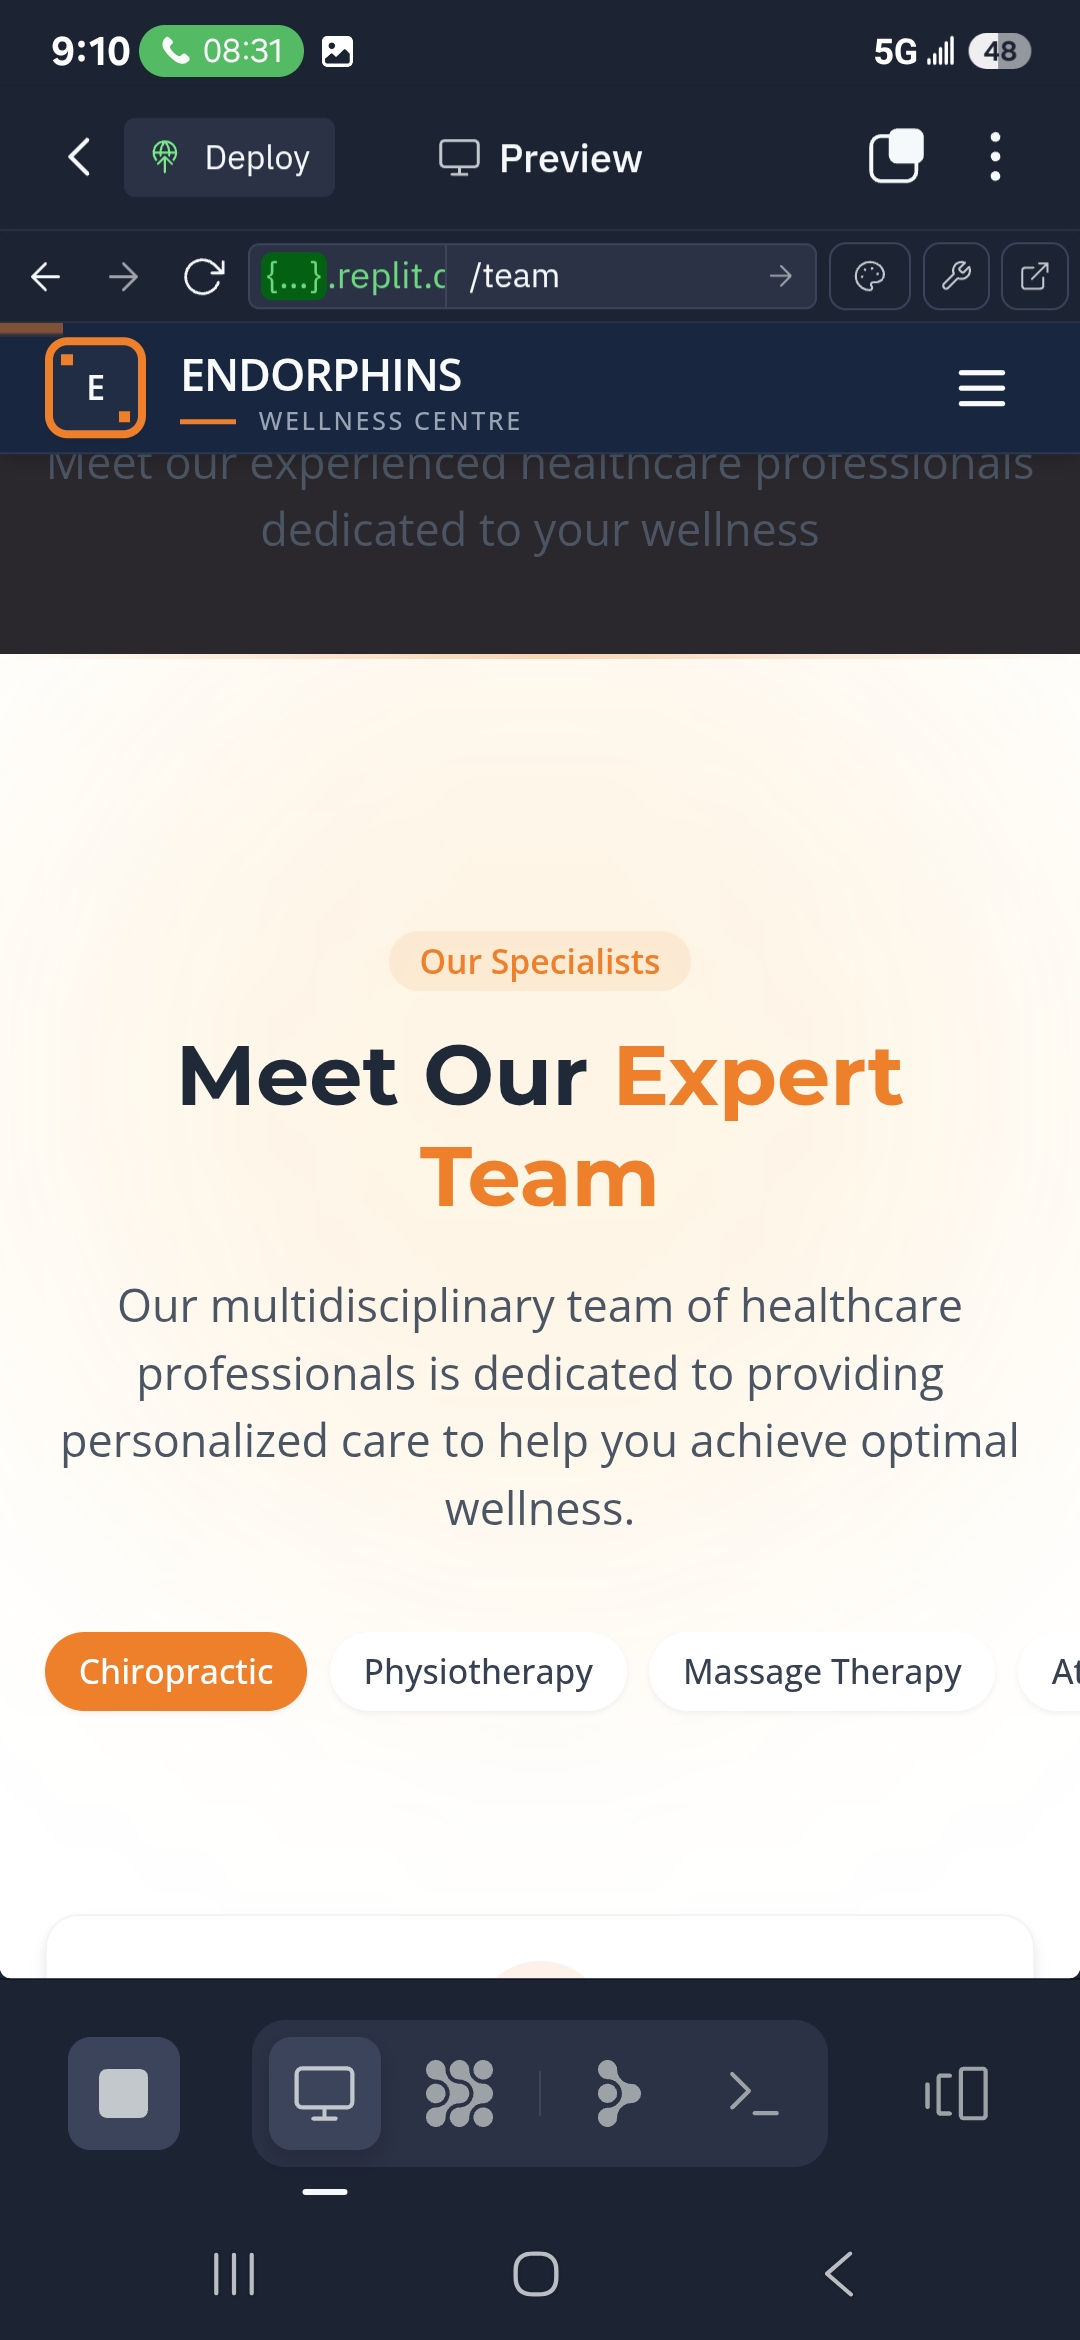 9:10 08:31 5G 48
Deploy Preview
{...}.replit.c /team
E
ENDORPHINS
WELLNESS CENTRE
Meet our experienced healthcare professionals
dedicated to your wellness
Our Specialists
Meet Our Expert
Team
Our multidisciplinary team of healthcare
professionals is dedicated to providing
personalized care to help you achieve optimal
wellness.
Chiropractic Physiotherapy Massage Therapy At